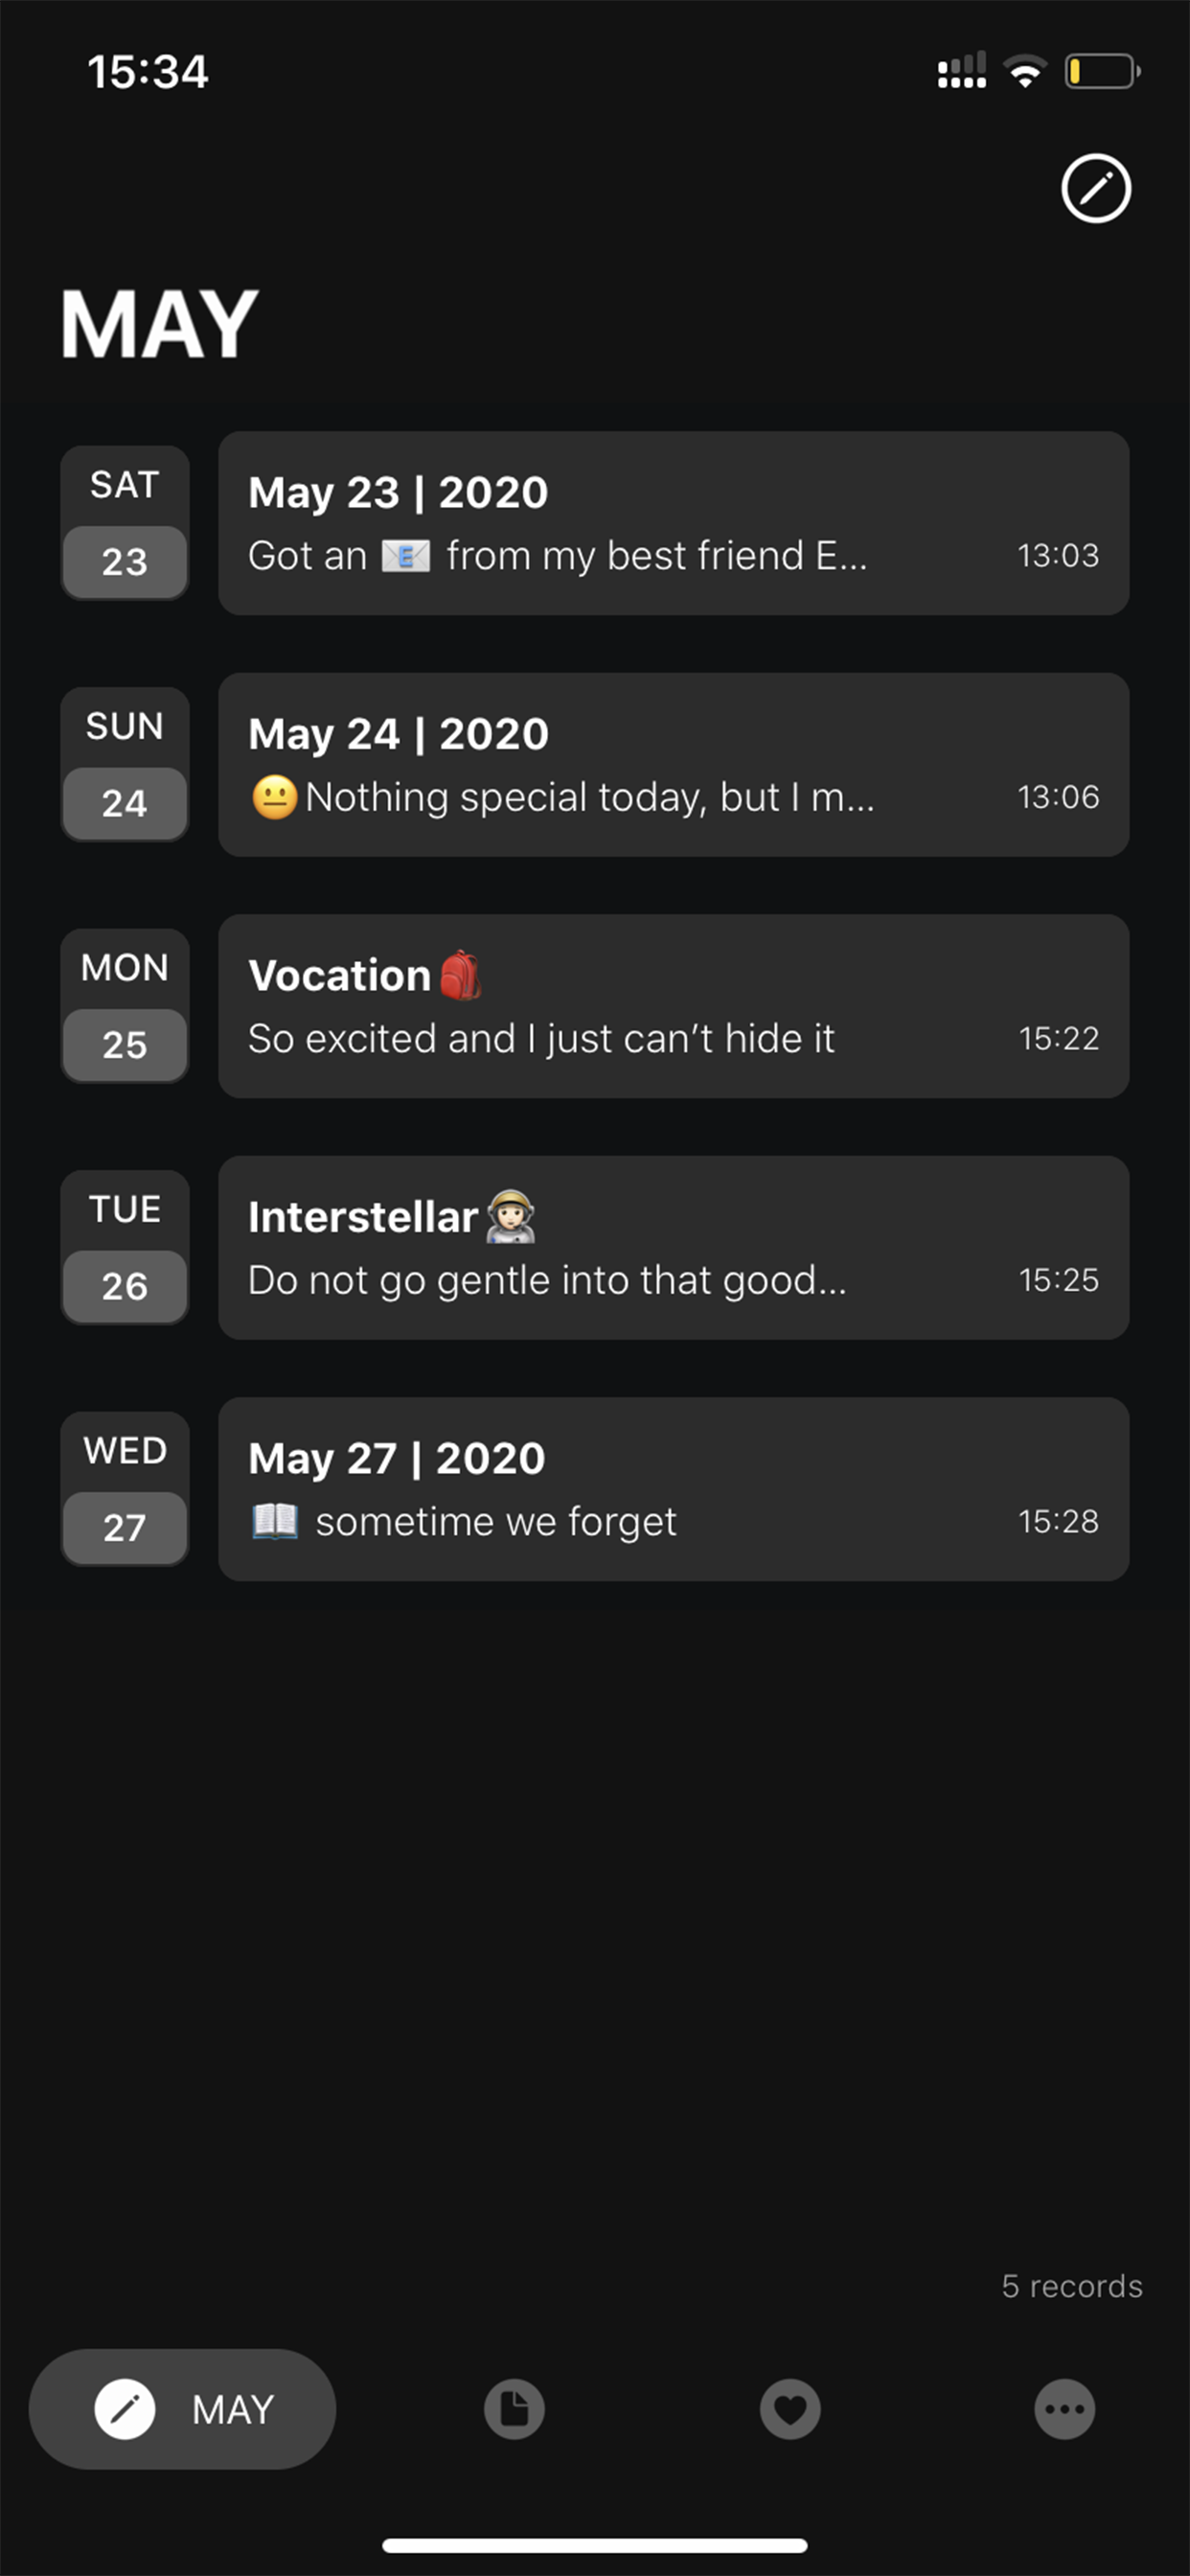 15:34
MAY
SAT
23
May 23 | 2020
Got an 📧 from my best friend E...
13:03
SUN
24
May 24 | 2020
😐Nothing special today, but I m...
13:06
MON
25
Vocation🎒
So excited and I just can’t hide it
15:22
TUE
26
Interstellar👩🏻‍🚀
Do not go gentle into that good...
15:25
WED
27
May 27 | 2020
📖 sometime we forget
15:28
5 records
MAY